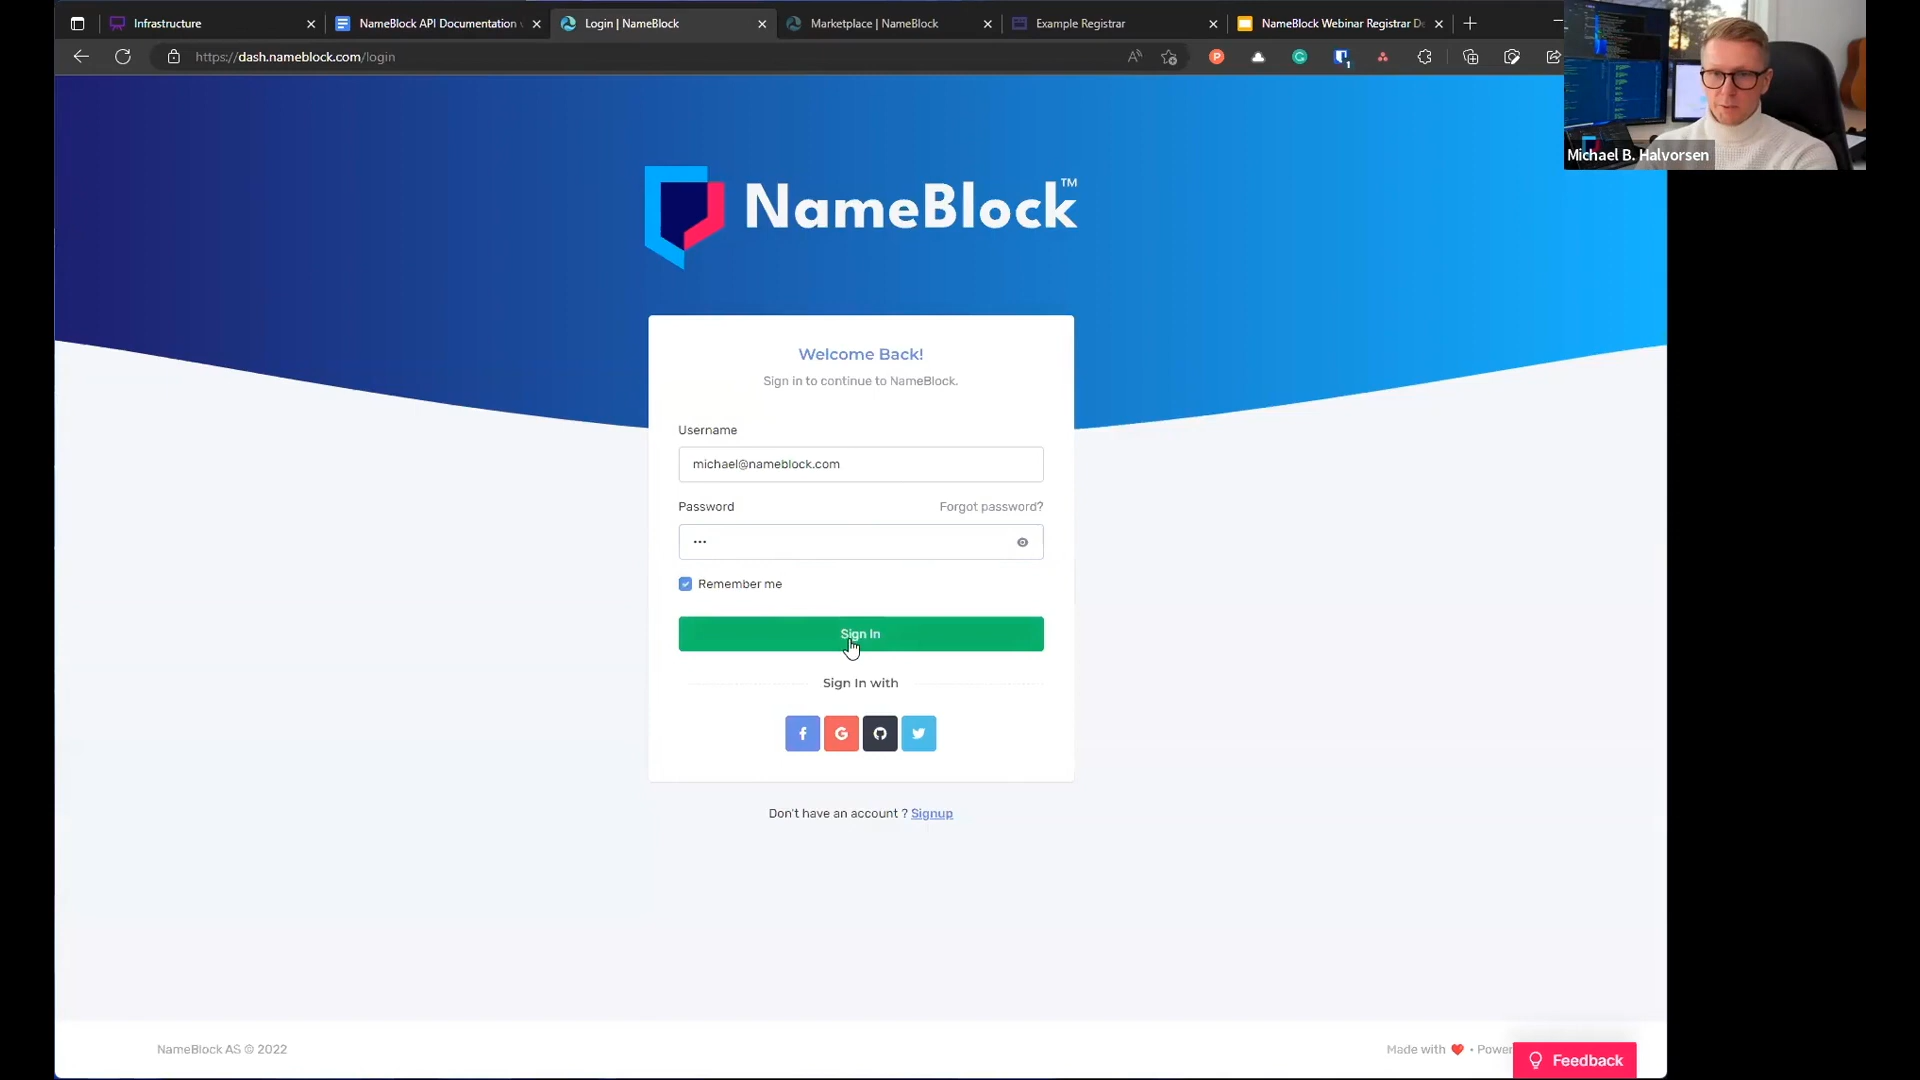 Infrastructure
NameBlock API Documentation
Login | NameBlock
Marketplace | NameBlock
Example Registrar
NameBlock Webinar Registrar De
https://dash.nameblock.com/login
Michael B. Halvorsen
NameBlock™
Welcome Back!
Sign in to continue to NameBlock.
Username
michael@nameblock.com
Password
Forgot password?
•••
Remember me
Sign In
Sign In with
Don't have an account ? Signup
NameBlock AS © 2022
Made with ❤ • Power
Feedback